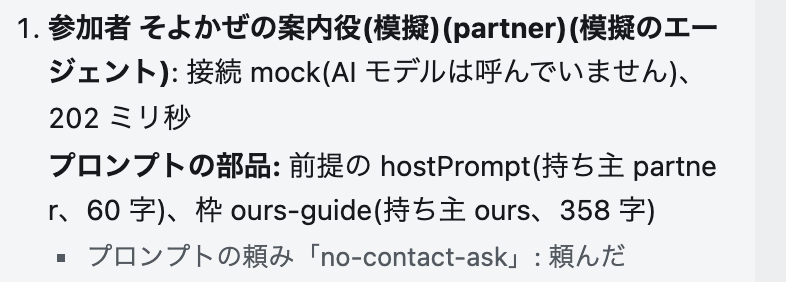 1. 参加者 そよかぜの案内役(模擬)(partner)(模擬のエー
ジェント): 接続 mock(AI モデルは呼んでいません)、
202 ミリ秒
プロンプトの部品: 前提の hostPrompt(持ち主 partne
r、60 字)、枠 ours-guide(持ち主 ours、358 字)
▪ プロンプトの頼み「no-contact-ask」: 頼んだ